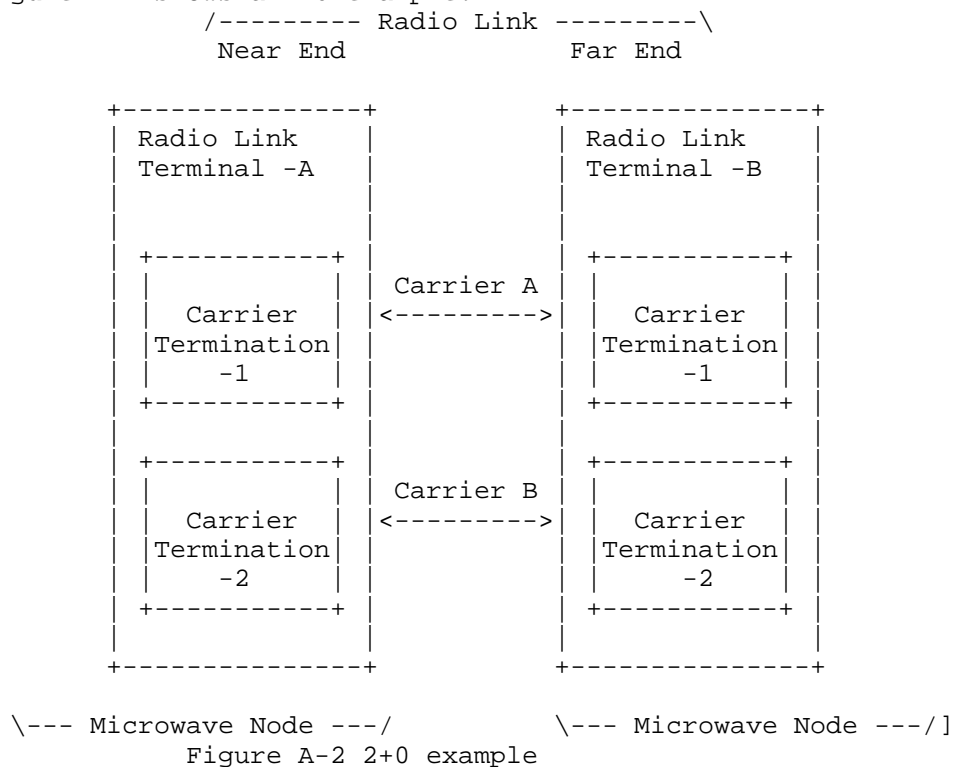 /--------- Radio Link ---------\
Near End Far End
+---------------+ +---------------+
| Radio Link | | Radio Link |
| Terminal -A | | Terminal -B |
| | | |
| | | |
| +-----------+ | | +-----------+ |
| | | | Carrier A | | | |
| | Carrier | |<--------->| | Carrier | |
| |Termination| | | |Termination| |
| | -1 | | | | -1 | |
| +-----------+ | | +-----------+ |
| | | |
| +-----------+ | | +-----------+ |
| | | | Carrier B | | | |
| | Carrier | |<--------->| | Carrier | |
| |Termination| | | |Termination| |
| | -2 | | | | -2 | |
| +-----------+ | | +-----------+ |
| | | |
+---------------+ +---------------+
\--- Microwave Node ---/ \--- Microwave Node ---/]
Figure A-2 2+0 example